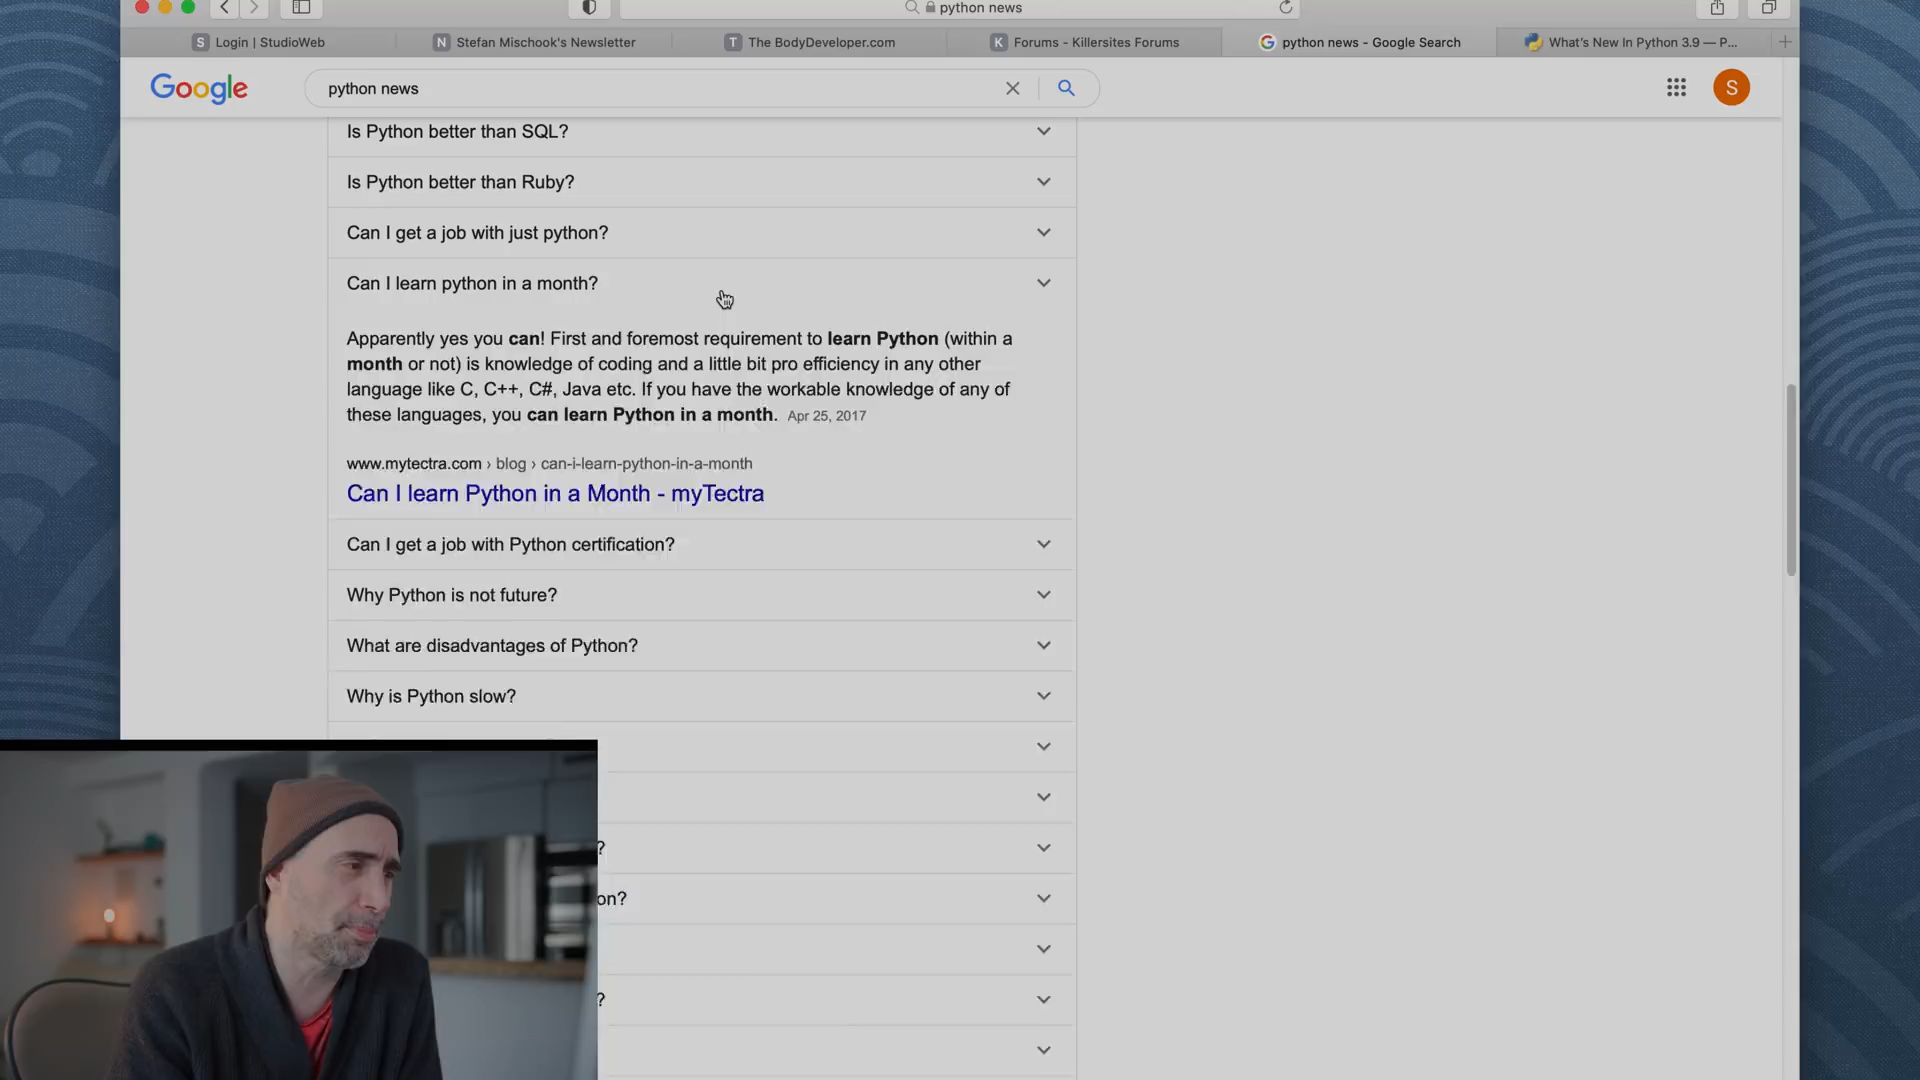 python news
S Login | StudioWeb
N Stefan Mischook's Newsletter
T The BodyDeveloper.com
K Forums - Killersites Forums
python news - Google Search
What's New In Python 3.9 — P...
Google
python news
S
Is Python better than SQL?
Is Python better than Ruby?
Can I get a job with just python?
Can I learn python in a month?
Apparently yes you can! First and foremost requirement to learn Python (within a
month or not) is knowledge of coding and a little bit pro efficiency in any other
language like C, C++, C#, Java etc. If you have the workable knowledge of any of
these languages, you can learn Python in a month. Apr 25, 2017
www.mytectra.com › blog › can-i-learn-python-in-a-month
Can I learn Python in a Month - myTectra
Can I get a job with Python certification?
Why Python is not future?
What are disadvantages of Python?
Why is Python slow?
?
on?
?